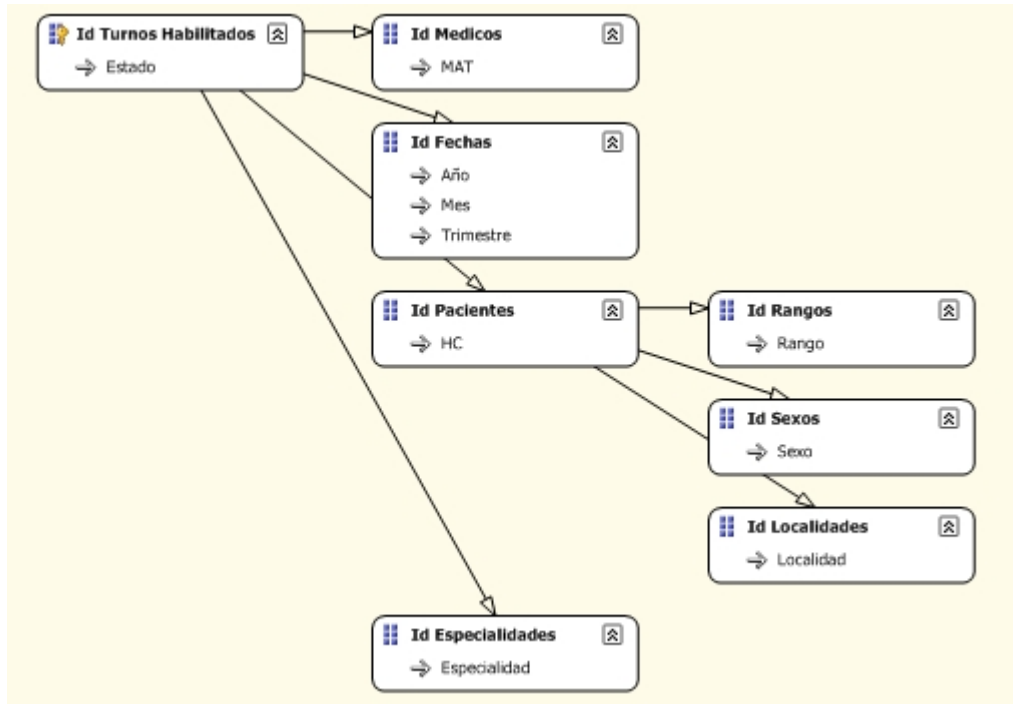 Id Turnos Habilitados
Estado
Id Medicos
MAT
Id Fechas
Año
Mes
Trimestre
Id Pacientes
HC
Id Rangos
Rango
Id Sexos
Sexo
Id Localidades
Localidad
Id Especialidades
Especialidad